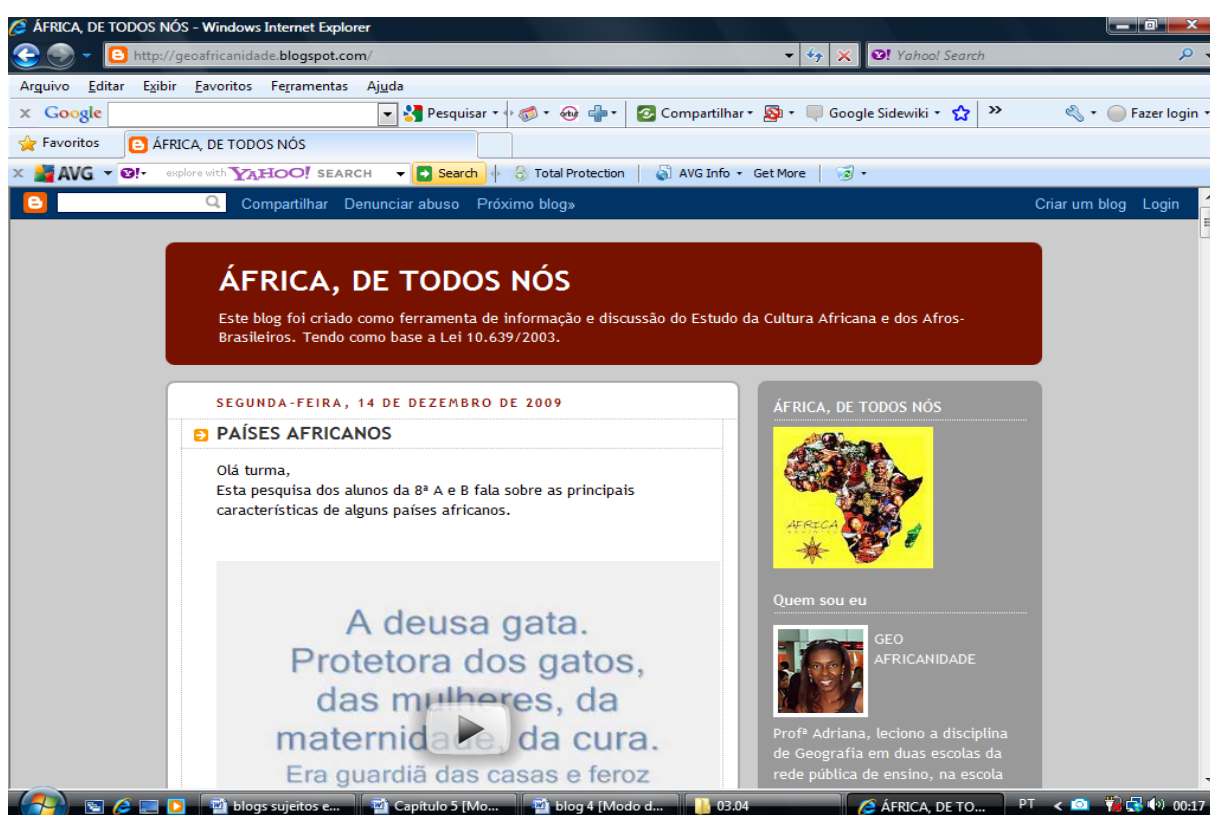 ÁFRICA, DE TODOS NÓS - Windows Internet Explorer
http://geoafricanidade.blogspot.com/
Yahoo! Search
Arquivo Editar Exibir Favoritos Ferramentas Ajuda
x Google Pesquisar Compartilhar Google Sidewiki » Fazer login
Favoritos ÁFRICA, DE TODOS NÓS
x AVG explore with YAHOO! SEARCH Search Total Protection AVG Info Get More
Compartilhar Denunciar abuso Próximo blog» Criar um blog Login
ÁFRICA, DE TODOS NÓS
Este blog foi criado como ferramenta de informação e discussão do Estudo da Cultura Africana e dos Afros-
Brasileiros. Tendo como base a Lei 10.639/2003.
SEGUNDA-FEIRA, 14 DE DEZEMBRO DE 2009
PAÍSES AFRICANOS
Olá turma,
Esta pesquisa dos alunos da 8ª A e B fala sobre as principais
características de alguns países africanos.
A deusa gata.
Protetora dos gatos,
das mulheres, da
maternidade, da cura.
Era guardiã das casas e feroz
ÁFRICA, DE TODOS NÓS
AFRICA
Quem sou eu
GEO
AFRICANIDADE
Profª Adriana, leciono a disciplina
de Geografia em duas escolas da
rede pública de ensino, na escola
blogs sujeitos e... Capítulo 5 [Mo... blog 4 [Modo d... 03.04 ÁFRICA, DE TO... PT < 00:17